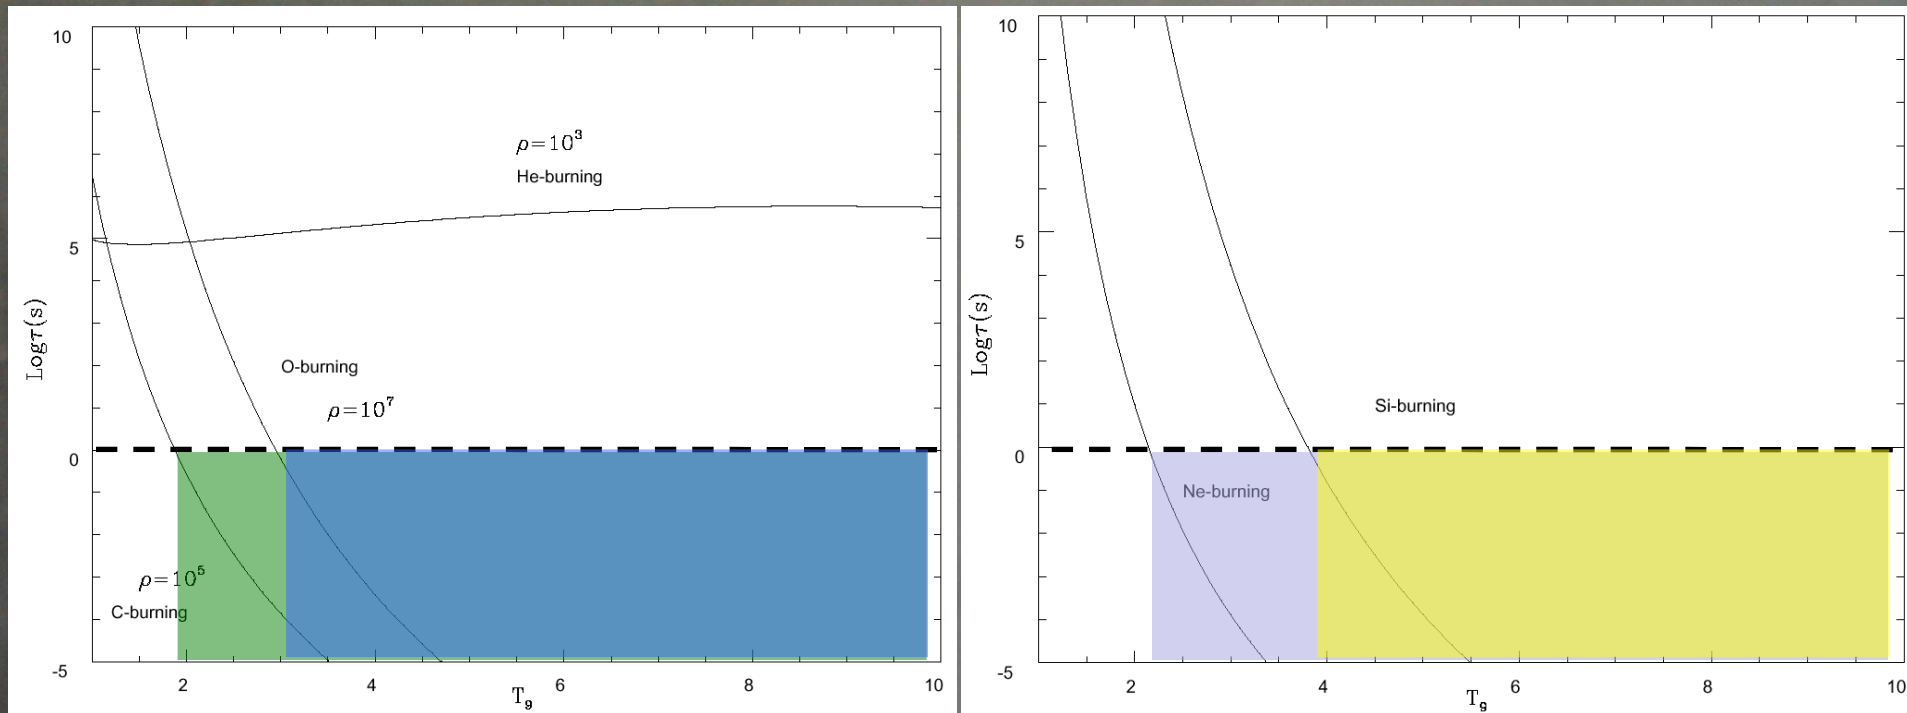 10
5
0
-5
Logτ(s)
ρ=10³
He-burning
O-burning
ρ=10⁷
ρ=10⁵
C-burning
2
4
6
8
10
T₉
10
5
0
-5
Logτ(s)
Si-burning
Ne-burning
2
4
6
8
10
T₉